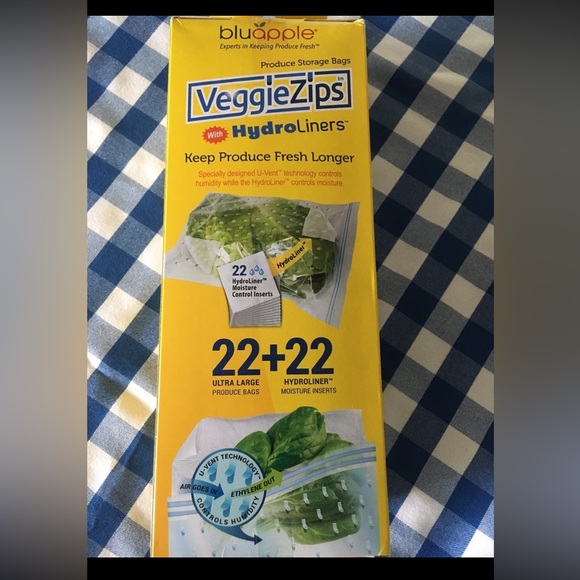 bluapple®
Experts in Keeping Produce Fresh™
Produce Storage Bags
VeggieZips™
With HydroLiners™
Keep Produce Fresh Longer
Specially designed U-Vent™ technology controls
humidity while the HydroLiner™ controls moisture.
HydroLiner™
22
HydroLiner™
Moisture
Control Inserts
22+22
ULTRA LARGE HYDROLINER™
PRODUCE BAGS MOISTURE INSERTS
U-VENT TECHNOLOGY
AIR GOES IN ETHYLENE OUT
CONTROLS HUMIDITY